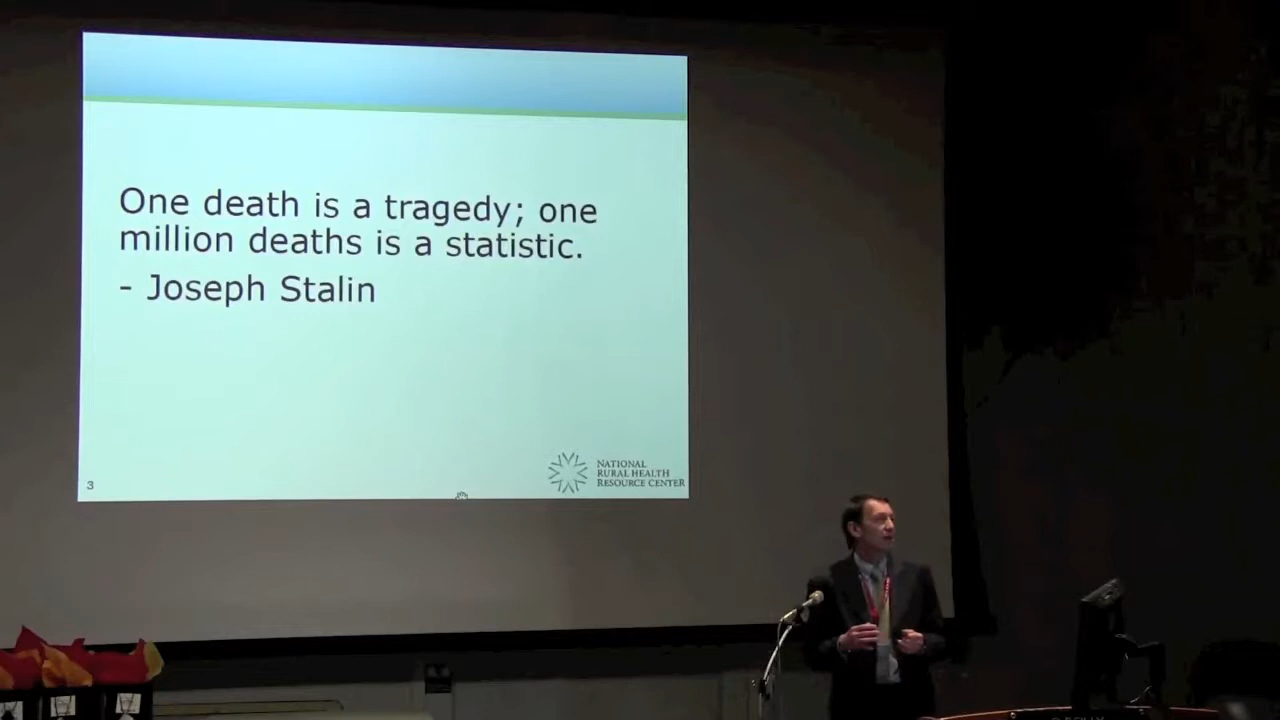 One death is a tragedy; one
million deaths is a statistic.
- Joseph Stalin
NATIONAL
RURAL HEALTH
RESOURCE CENTER
3